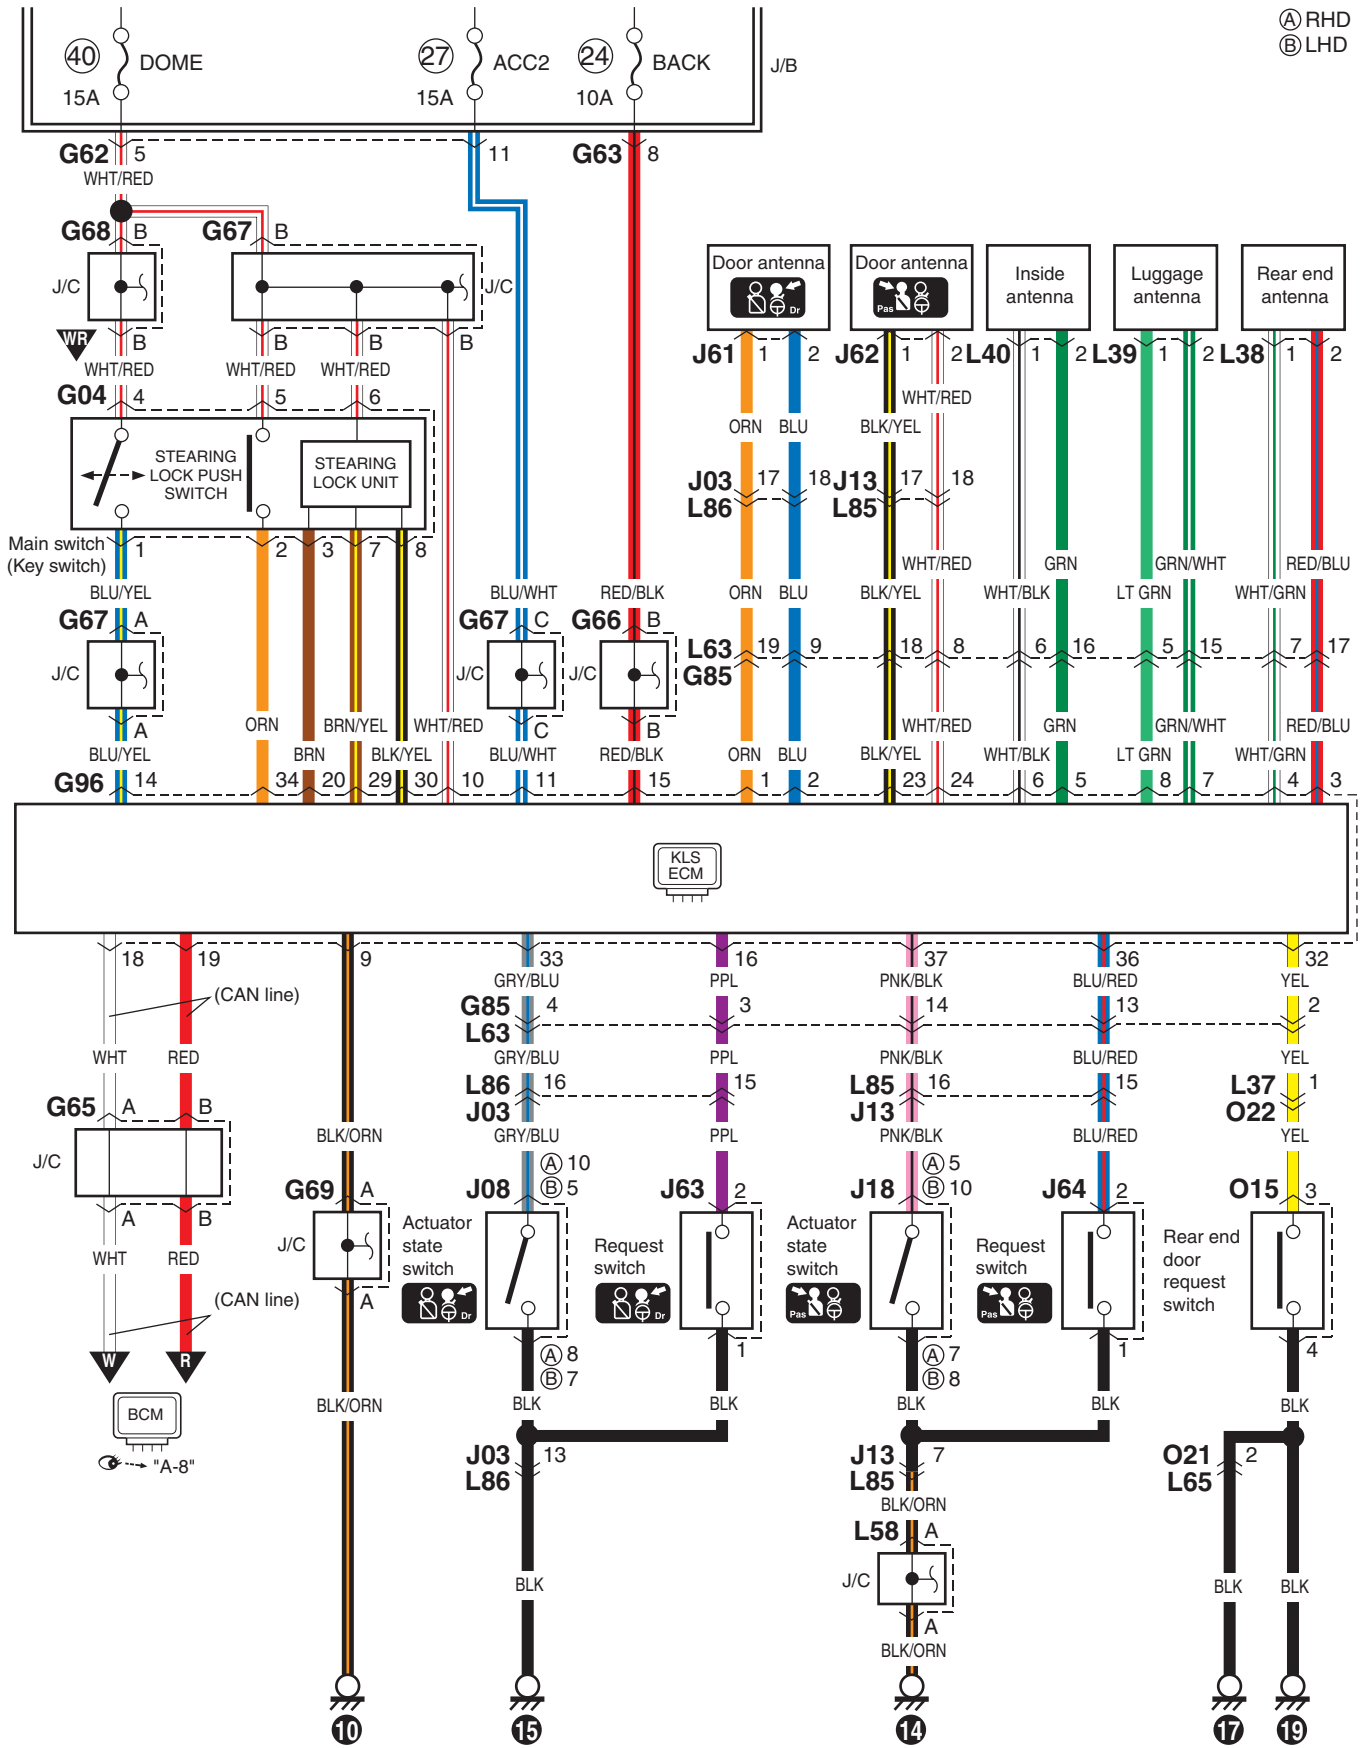 Ⓐ RHD
Ⓑ LHD
40 DOME 15A
27 ACC2 15A
24 BACK 10A
J/B
G62 5 11 G63 8
WHT/RED
G68 B G67 B
J/C J/C
WR B B B B
WHT/RED WHT/RED WHT/RED
G04 4 5 6
STEARING
LOCK PUSH
SWITCH
STEARING
LOCK UNIT
Main switch
(Key switch)
1 2 3 7 8
BLU/YEL BLU/WHT RED/BLK
G67 A G67 C G66 B
J/C J/C J/C
A C B
ORN BRN/YEL WHT/RED
BLU/YEL BRN BLK/YEL BLU/WHT RED/BLK
Door antenna Dr
Door antenna Pas
Inside
antenna
Luggage
antenna
Rear end
antenna
J61 1 2 J62 1 2 L40 1 2 L39 1 2 L38 1 2
WHT/RED
ORN BLU BLK/YEL
J03 17 18 J13 17 18
L86 L85
WHT/RED GRN GRN/WHT RED/BLU
ORN BLU BLK/YEL WHT/BLK LT GRN WHT/GRN
L63 19 9 18 8 6 16 5 15 7 17
G85
WHT/RED GRN GRN/WHT RED/BLU
ORN BLU BLK/YEL WHT/BLK LT GRN WHT/GRN
G96 14 34 20 29 30 10 11 15 1 2 23 24 6 5 8 7 4 3
KLS
ECM
18 19 9 33 16 37 36 32
GRY/BLU PPL PNK/BLK BLU/RED YEL
(CAN line)
G85 4 3 14 13 2
L63
WHT RED GRY/BLU PPL PNK/BLK BLU/RED YEL
L86 16 15 L85 16 15 L37 1
J03 J13 O22
G65 A B
BLK/ORN GRY/BLU PPL PNK/BLK BLU/RED YEL
J/C
Ⓐ 10 Ⓐ 5
Ⓑ 5 Ⓑ 10
G69 A J08 J63 2 J18 J64 2 O15 3
A B
J/C
Actuator
state
switch
Dr
Request
switch
Dr
Actuator
state
switch
Pas
Request
switch
Pas
Rear end
door
request
switch
WHT RED
A
(CAN line)
W R
Ⓐ 8 1 Ⓐ 7 1 4
Ⓑ 7 Ⓑ 8
BLK/ORN BLK BLK BLK BLK BLK
BCM
"A-8"
J03 13 J13 7 O21 2
L86 L85 L65
BLK/ORN
L58 A
J/C
BLK BLK BLK
A
BLK/ORN
10 15 14 17 19